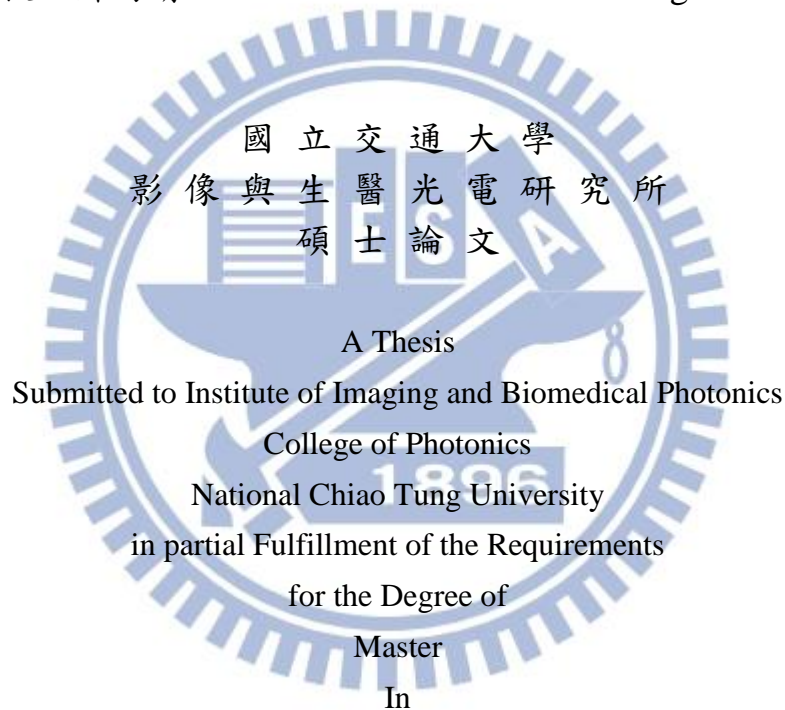 國 立 交 通 大 學
影 像 與 生 醫 光 電 研 究 所
碩 士 論 文
E S A
A Thesis
Submitted to Institute of Imaging and Biomedical Photonics
College of Photonics
1896
National Chiao Tung University
in partial Fulfillment of the Requirements
for the Degree of
Master
In